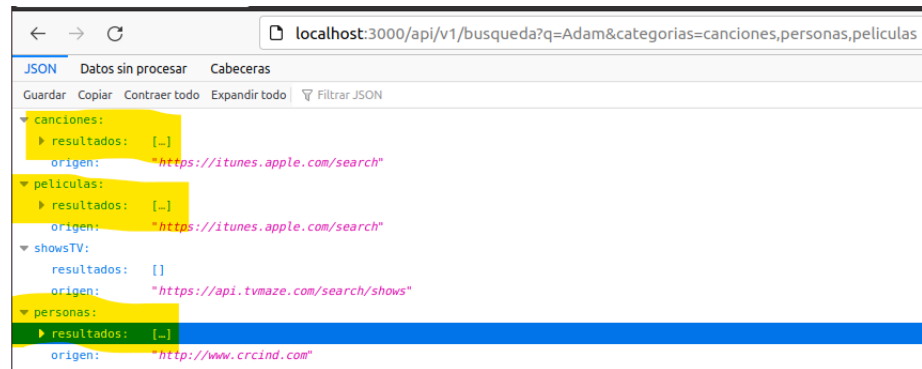 localhost:3000/api/v1/busqueda?q=Adam&categorias=canciones,personas,peliculas
JSON Datos sin procesar Cabeceras
Guardar Copiar Contraer todo Expandir todo Filtrar JSON
canciones:
resultados: […]
origen: "https://itunes.apple.com/search"
peliculas:
resultados: […]
origen: "https://itunes.apple.com/search"
showsTV:
resultados: []
origen: "https://api.tvmaze.com/search/shows"
personas:
resultados: […]
origen: "http://www.crcind.com"